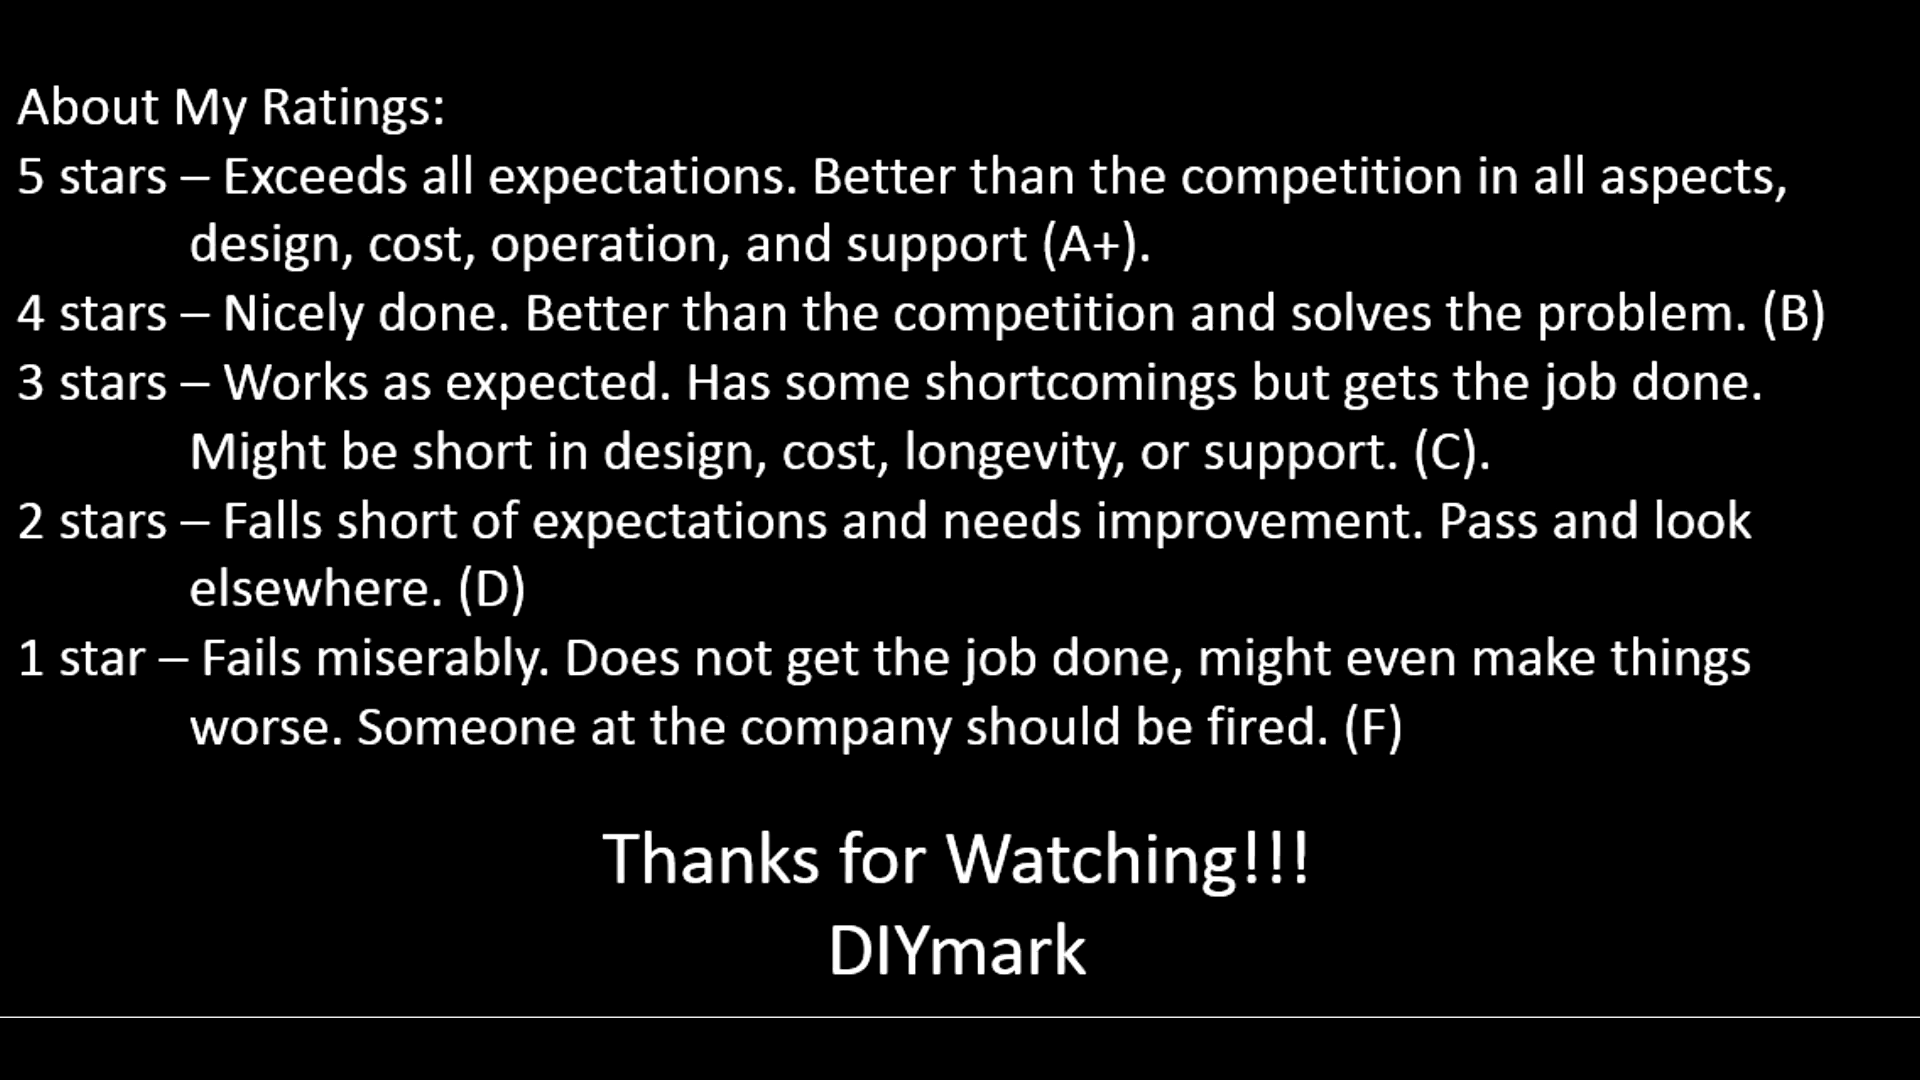 About My Ratings:
5 stars – Exceeds all expectations. Better than the competition in all aspects,
design, cost, operation, and support (A+).
4 stars – Nicely done. Better than the competition and solves the problem. (B)
3 stars – Works as expected. Has some shortcomings but gets the job done.
Might be short in design, cost, longevity, or support. (C).
2 stars – Falls short of expectations and needs improvement. Pass and look
elsewhere. (D)
1 star – Fails miserably. Does not get the job done, might even make things
worse. Someone at the company should be fired. (F)
Thanks for Watching!!!
DIYmark